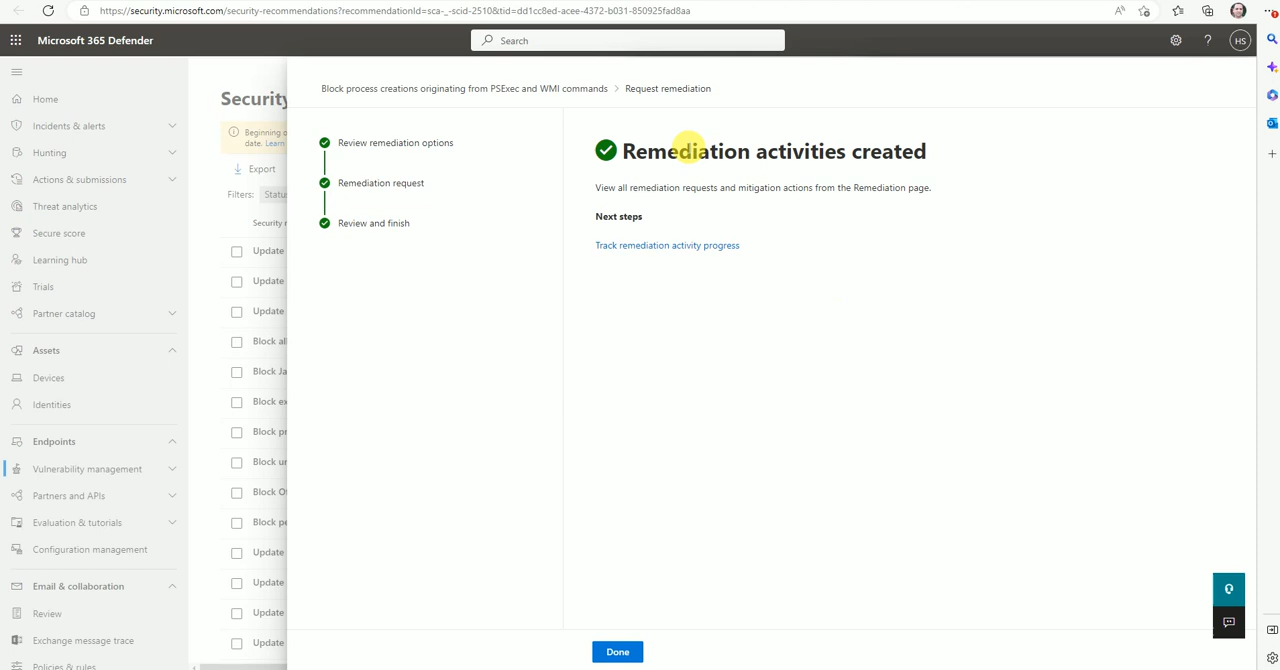 https://security.microsoft.com/security-recommendations?recommendationId=sca-_-scid-2510&tid=dd1cc8ed-acee-4372-b031-850925fad8aa
Microsoft 365 Defender
Search
HS
Block process creations originating from PSExec and WMI commands > Request remediation
Home
Incidents & alerts
Hunting
Actions & submissions
Threat analytics
Secure score
Learning hub
Trials
Partner catalog
Assets
Devices
Identities
Endpoints
Vulnerability management
Partners and APIs
Evaluation & tutorials
Configuration management
Email & collaboration
Review
Exchange message trace
Policies & rules
Security
Beginning o
date. Learn
Export
Filters: Status
Security r
Update
Update
Update
Block all
Block Ja
Block ex
Block pr
Block un
Block Of
Block pe
Update
Update
Update
Update
Review remediation options
Remediation request
Review and finish
Remediation activities created
View all remediation requests and mitigation actions from the Remediation page.
Next steps
Track remediation activity progress
Done